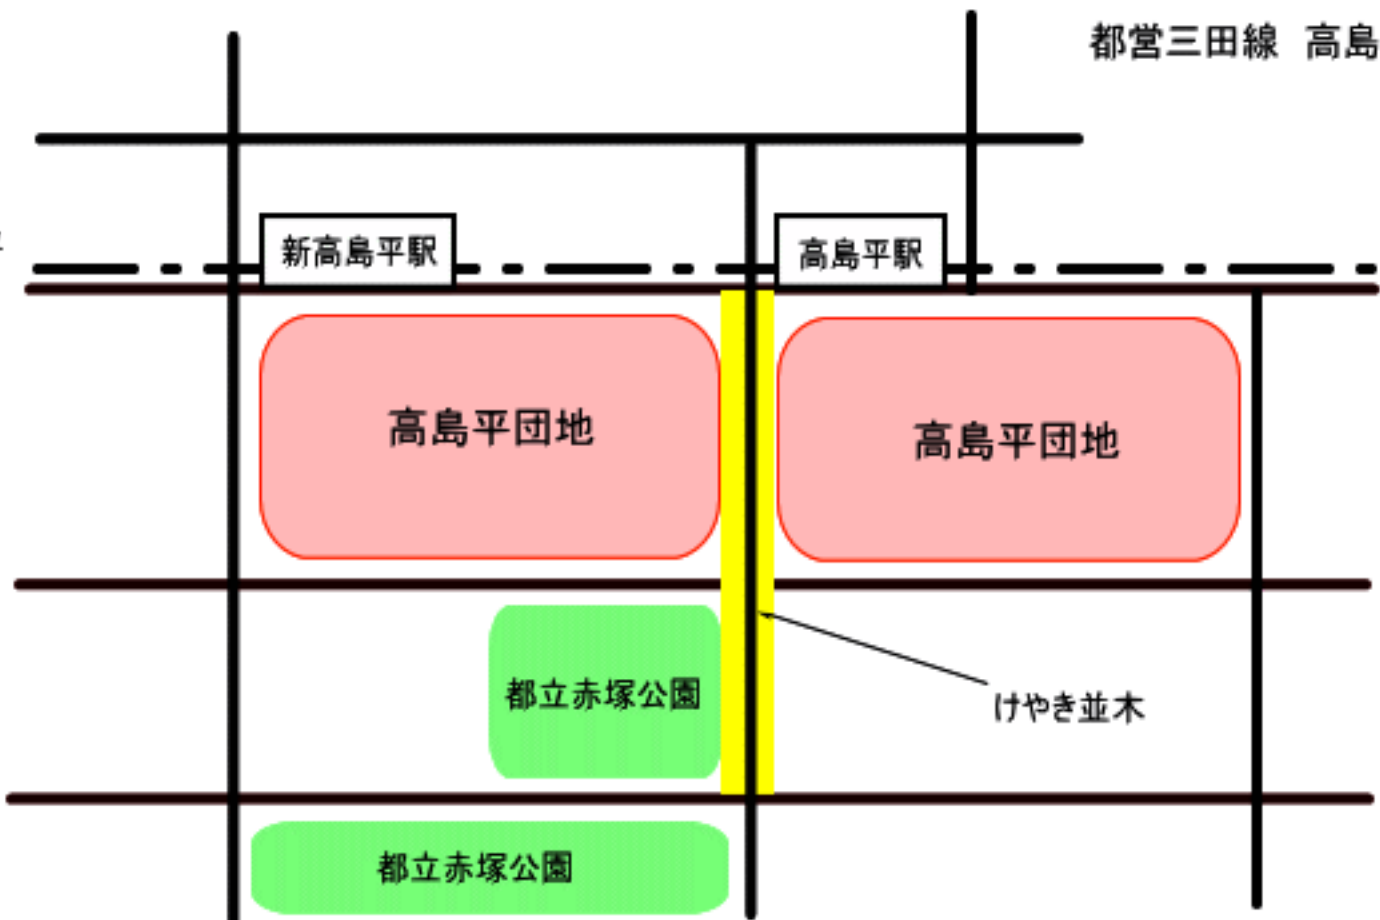 都営三田線 高島
新高島平駅
高島平駅
高島平団地
高島平団地
都立赤塚公園
けやき並木
都立赤塚公園